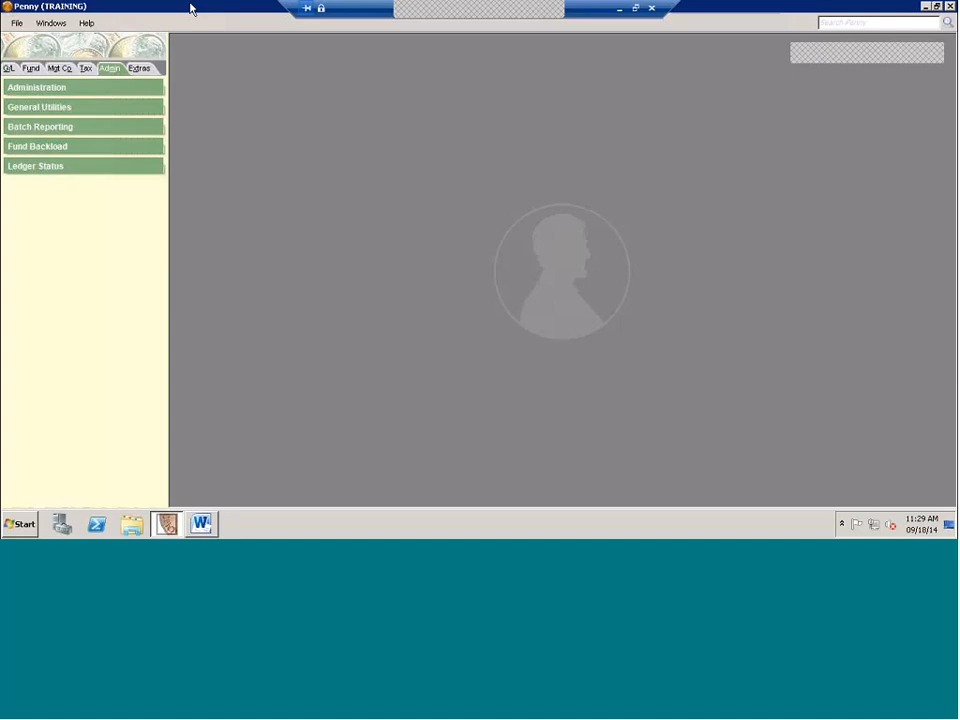 Penny (TRAINING)
File Windows Help
Search Penny
G/L Fund Mgt Co Tax Admin Extras
Administration
General Utilities
Batch Reporting
Fund Backload
Ledger Status
Start
W
11:29 AM
09/18/14